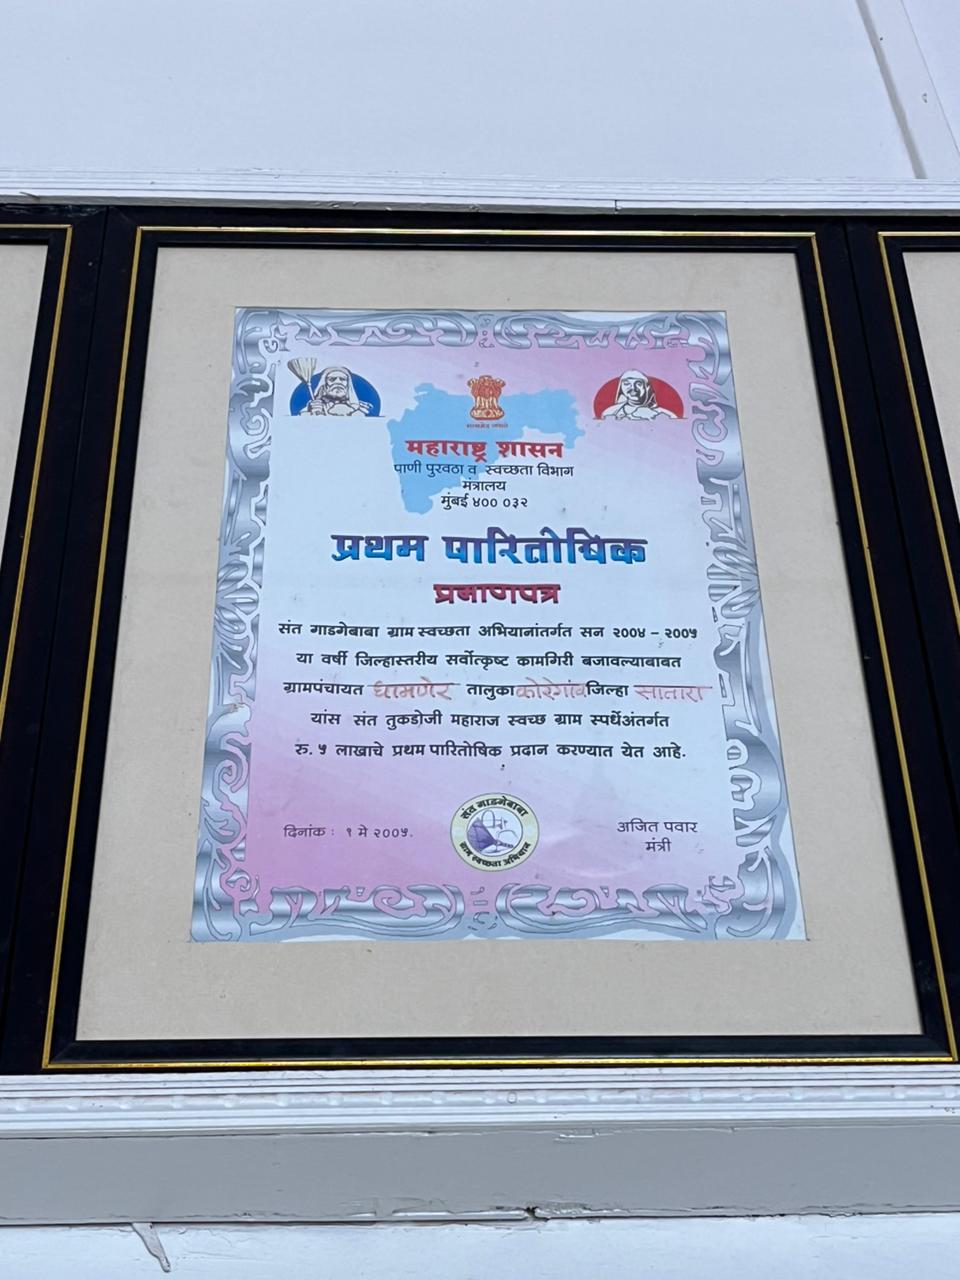 सत्यमेव जयते
महाराष्ट्र शासन
पाणी पुरवठा व स्वच्छता विभाग
मंत्रालय
मुंबई ४०० ०३२
प्रथम पारितोषिक
प्रमाणपत्र
संत गाडगेबाबा ग्राम स्वच्छता अभियानांतर्गत सन २००४ - २००५
या वर्षी जिल्हास्तरीय सर्वोत्कृष्ट कामगिरी बजावल्याबाबत
ग्रामपंचायत धामणेर तालुका कोरेगांव जिल्हा सातारा
यांस संत तुकडोजी महाराज स्वच्छ ग्राम स्पर्धेअंतर्गत
रु. ५ लाखाचे प्रथम पारितोषिक प्रदान करण्यात येत आहे.
दिनांक : १ मे २००५.
संत गाडगेबाबा
ग्राम स्वच्छता अभियान
अजित पवार
मंत्री